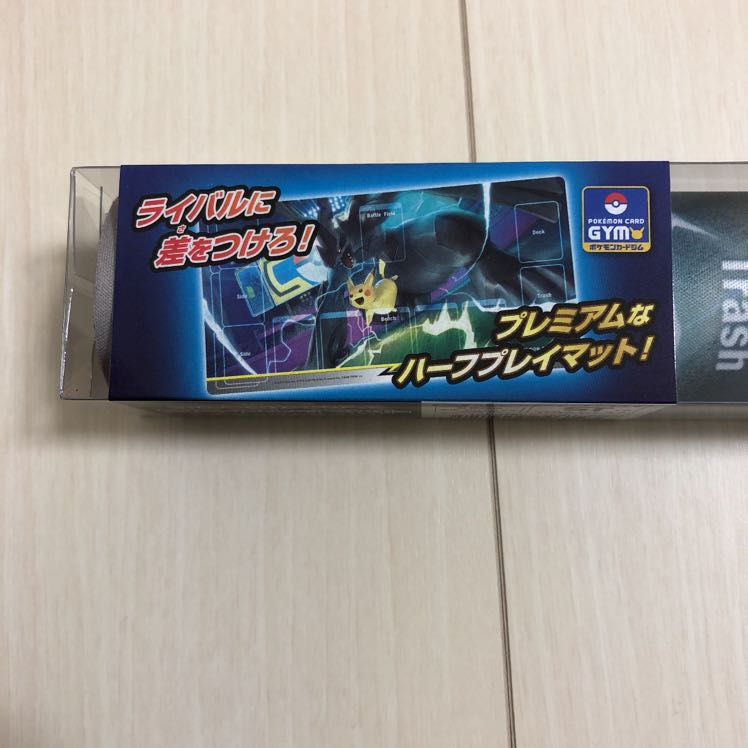 ライバルに
差をつけろ!
さ
POKÉMON CARD
GYM
ポケモンカードジム
Battle Field
Deck
Side
Trash
Bench
Side
プレミアムな
ハーフプレイマット!
Trash